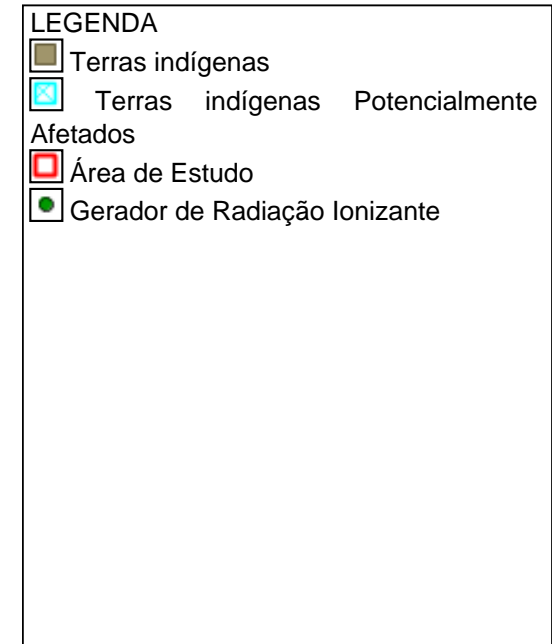 LEGENDA
Terras indígenas
Terras indígenas Potencialmente
Afetados
Área de Estudo
Gerador de Radiação Ionizante